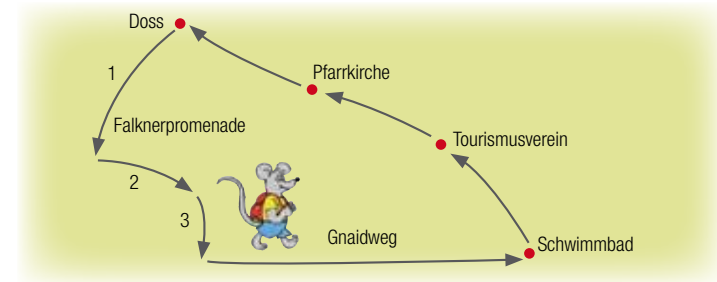 Doss
1
Pfarrkirche
Falknerpromenade
Tourismusverein
2
3
Gnaidweg
Schwimmbad